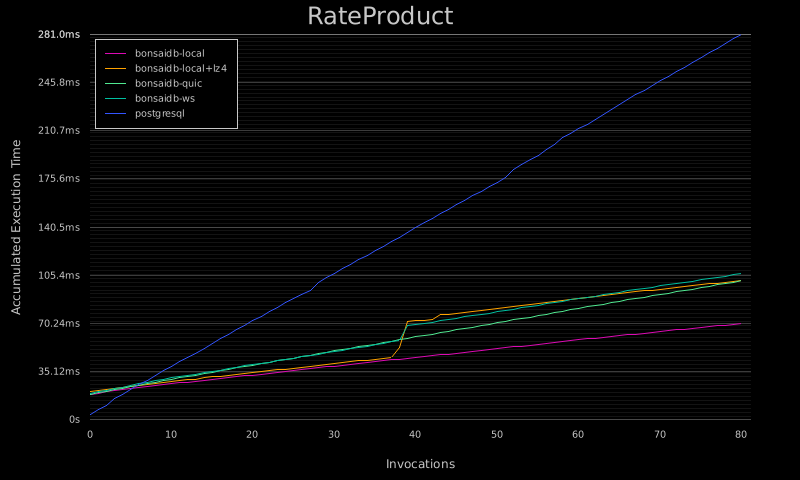 RateProduct
281.0ms
245.8ms
210.7ms
175.6ms
140.5ms
105.4ms
70.24ms
35.12ms
0s
bonsaidb-local
bonsaidb-local+lz4
bonsaidb-quic
bonsaidb-ws
postgresql
Accumulated Execution Time
0 10 20 30 40 50 60 70 80
Invocations